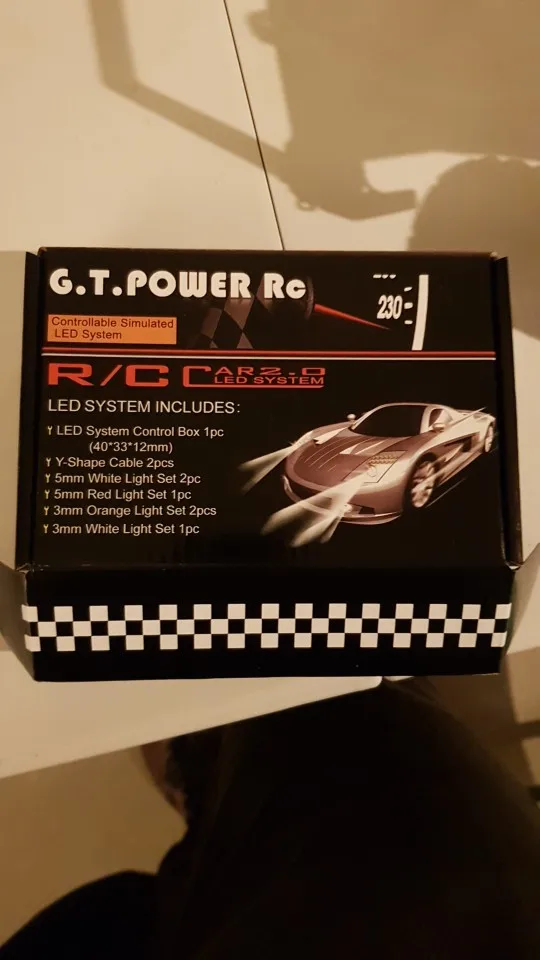 G.T.POWER Rc
230
Controllable Simulated
LED System
R/C CAR2.0
LED SYSTEM
LED SYSTEM INCLUDES:
LED System Control Box 1pc
(40*33*12mm)
Y-Shape Cable 2pcs
5mm White Light Set 2pc
5mm Red Light Set 1pc
3mm Orange Light Set 2pcs
3mm White Light Set 1pc